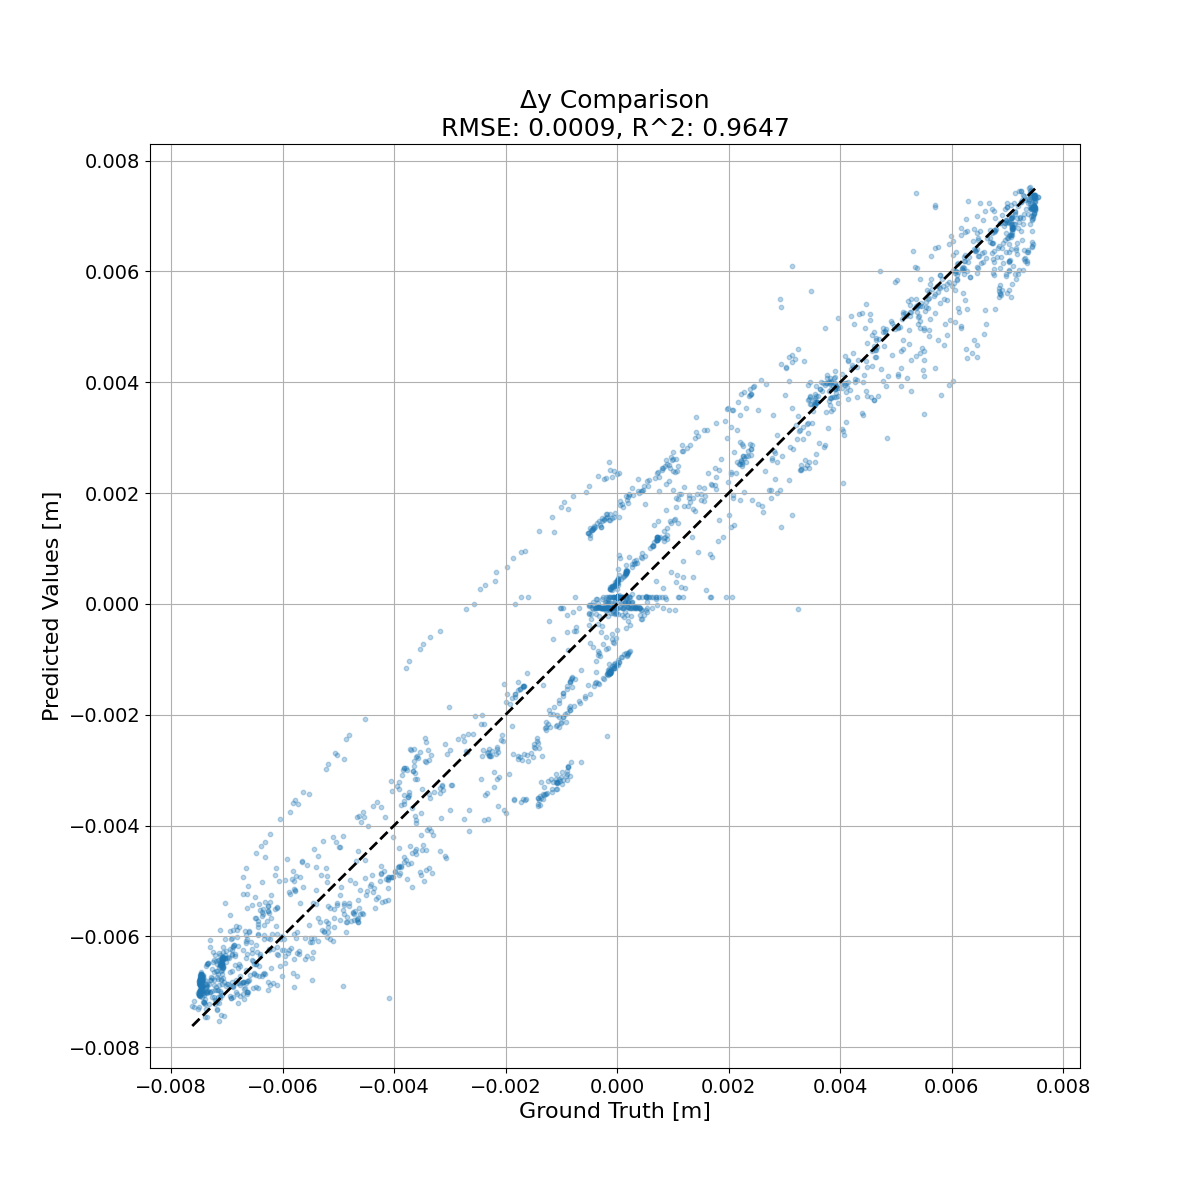 Δy Comparison
RMSE: 0.0009, R^2: 0.9647
0.008
0.006
0.004
0.002
0.000
−0.002
−0.004
−0.006
−0.008
Predicted Values [m]
−0.008 −0.006 −0.004 −0.002 0.000 0.002 0.004 0.006 0.008
Ground Truth [m]